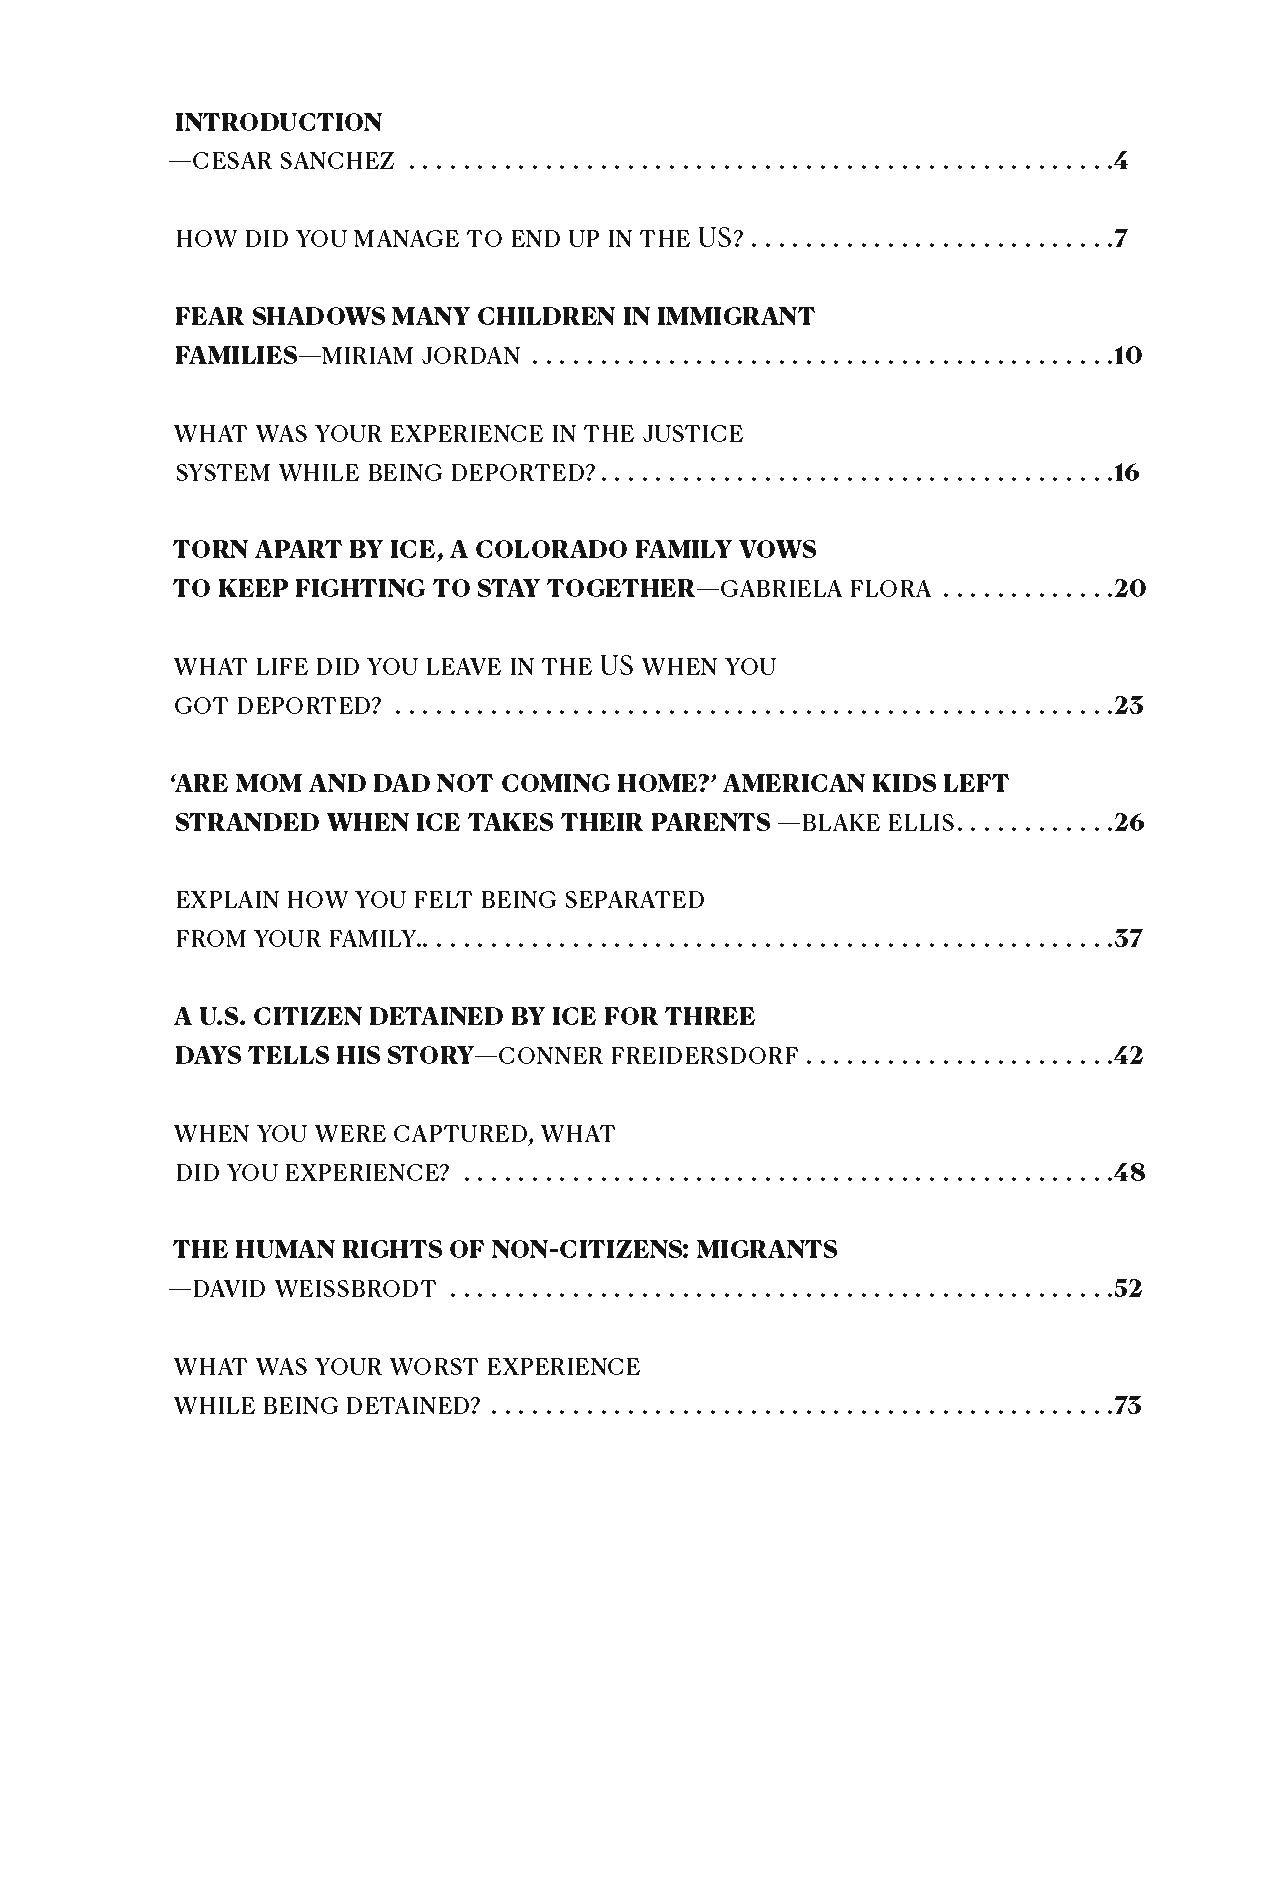 INTRODUCTION
—CESAR SANCHEZ . . . . . . . . . . . . . . . . . . . . . . . . . . . . . . . . . . . . . . . . . . . . . . . . . . . .4
HOW DID YOU MANAGE TO END UP IN THE US? . . . . . . . . . . . . . . . . . . . . . . . . . . .7
FEAR SHADOWS MANY CHILDREN IN IMMIGRANT
FAMILIES—MIRIAM JORDAN . . . . . . . . . . . . . . . . . . . . . . . . . . . . . . . . . . . . . . . . . . .10
WHAT WAS YOUR EXPERIENCE IN THE JUSTICE
SYSTEM WHILE BEING DEPORTED? . . . . . . . . . . . . . . . . . . . . . . . . . . . . . . . . . . . . . .16
TORN APART BY ICE, A COLORADO FAMILY VOWS
TO KEEP FIGHTING TO STAY TOGETHER—GABRIELA FLORA . . . . . . . . . . . . .20
WHAT LIFE DID YOU LEAVE IN THE US WHEN YOU
GOT DEPORTED? . . . . . . . . . . . . . . . . . . . . . . . . . . . . . . . . . . . . . . . . . . . . . . . . . . . . .23
‘ARE MOM AND DAD NOT COMING HOME?’ AMERICAN KIDS LEFT
STRANDED WHEN ICE TAKES THEIR PARENTS —BLAKE ELLIS. . . . . . . . . . . .26
EXPLAIN HOW YOU FELT BEING SEPARATED
FROM YOUR FAMILY.. . . . . . . . . . . . . . . . . . . . . . . . . . . . . . . . . . . . . . . . . . . . . . . . . . .37
A U.S. CITIZEN DETAINED BY ICE FOR THREE
DAYS TELLS HIS STORY—CONNER FREIDERSDORF . . . . . . . . . . . . . . . . . . . . . . .42
WHEN YOU WERE CAPTURED, WHAT
DID YOU EXPERIENCE? . . . . . . . . . . . . . . . . . . . . . . . . . . . . . . . . . . . . . . . . . . . . . . . .48
THE HUMAN RIGHTS OF NON-CITIZENS: MIGRANTS
—DAVID WEISSBRODT . . . . . . . . . . . . . . . . . . . . . . . . . . . . . . . . . . . . . . . . . . . . . . . . .52
WHAT WAS YOUR WORST EXPERIENCE
WHILE BEING DETAINED? . . . . . . . . . . . . . . . . . . . . . . . . . . . . . . . . . . . . . . . . . . . . . .73